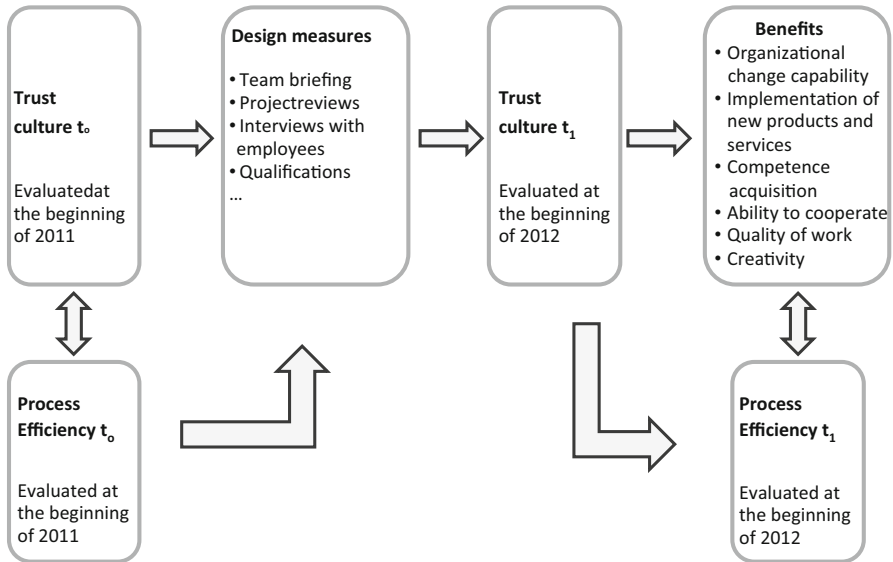 Trust
culture tₒ
Evaluatedat
the beginning
of 2011
Design measures
• Team briefing
• Projectreviews
• Interviews with
employees
• Qualifications
...
Trust
culture t₁
Evaluated at
the beginning
of 2012
Benefits
• Organizational
change capability
• Implementation of
new products and
services
• Competence
acquisition
• Ability to cooperate
• Quality of work
• Creativity
Process
Efficiency tₒ
Evaluated at
the beginning
of 2011
Process
Efficiency t₁
Evaluated at
the beginning
of 2012